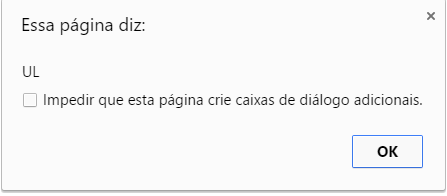 Essa página diz:
UL
Impedir que esta página crie caixas de diálogo adicionais.
OK